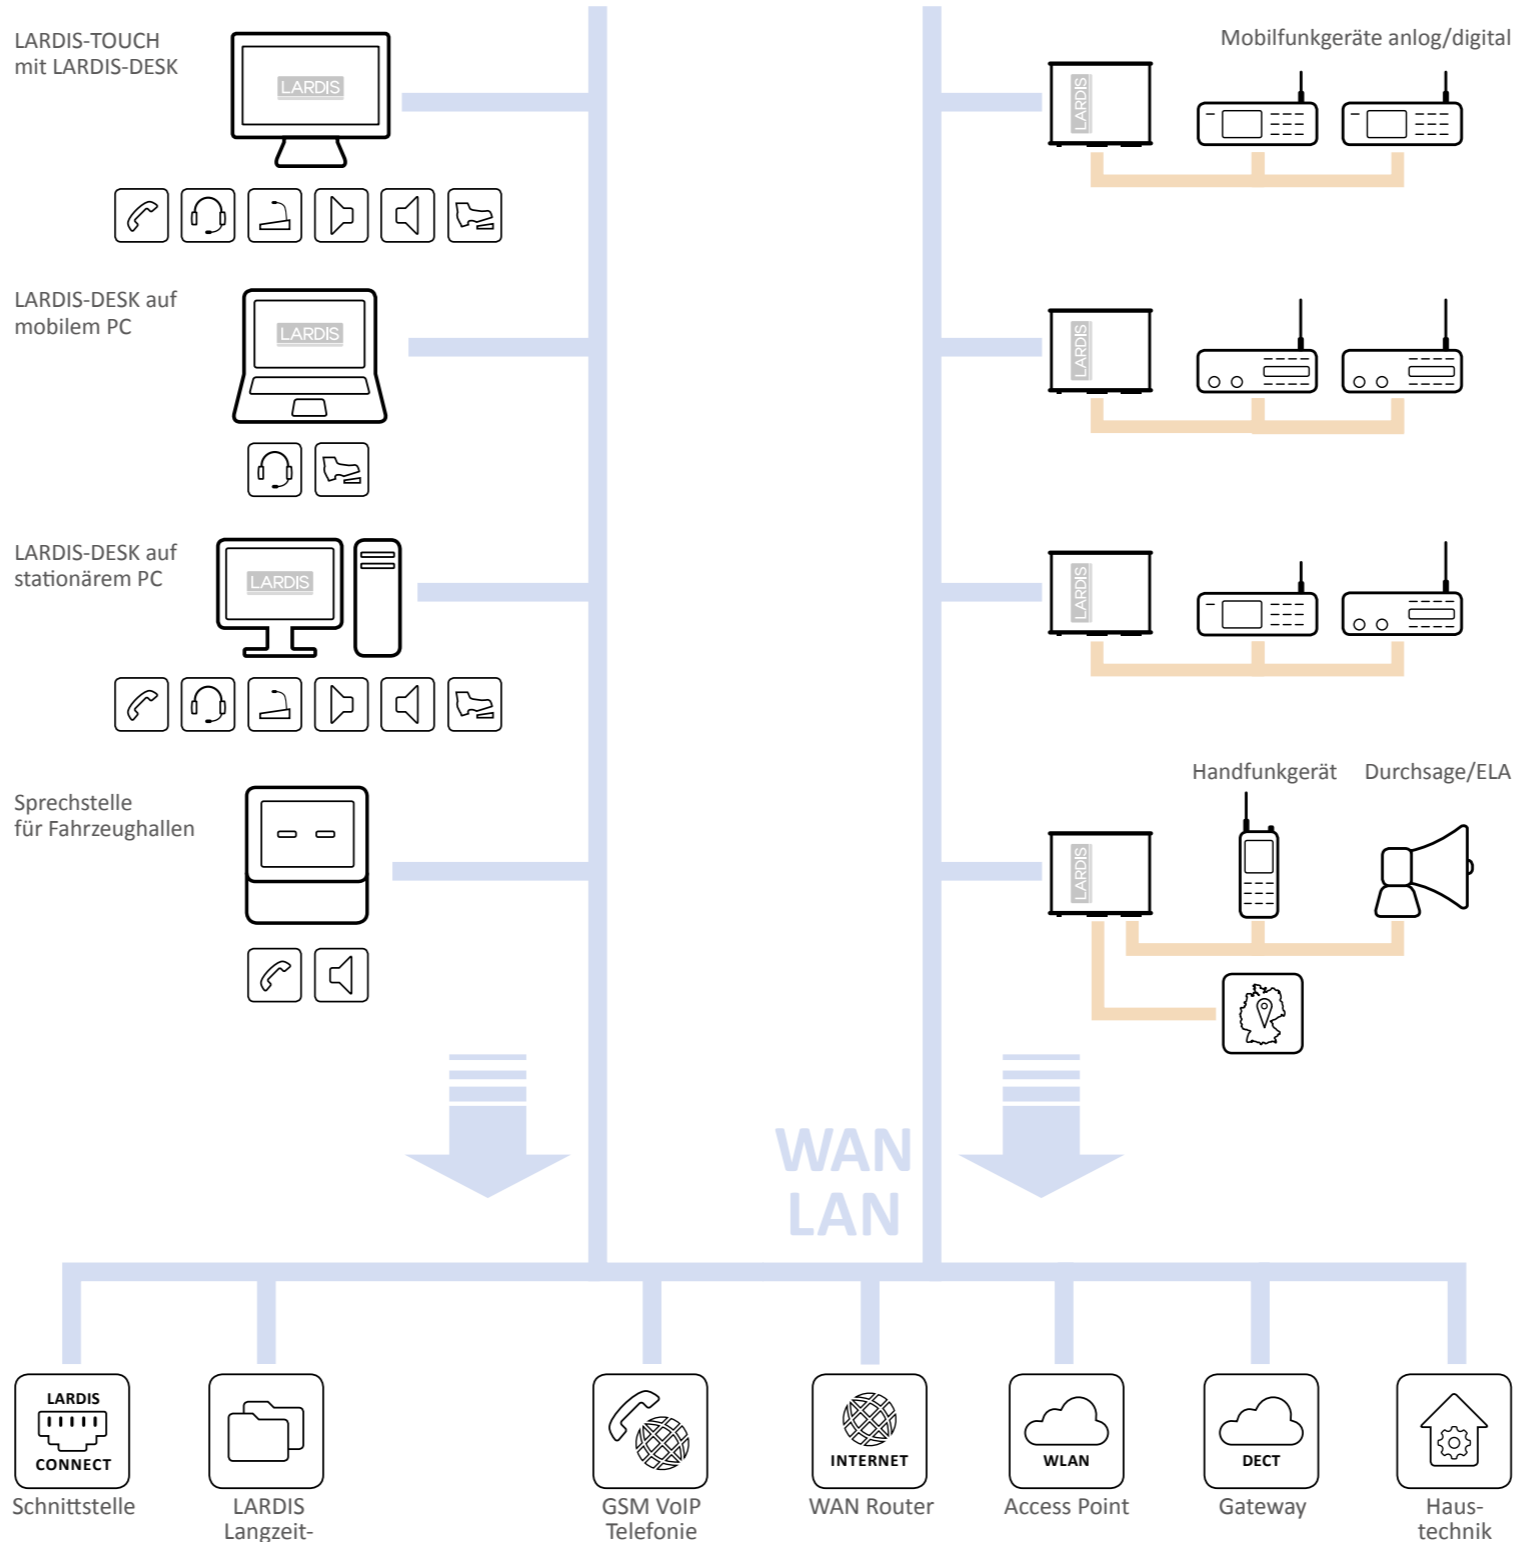 LARDIS-TOUCH
mit LARDIS-DESK
LARDIS
Mobilfunkgeräte anlog/digital
LARDIS
LARDIS-DESK auf
mobilem PC
LARDIS
LARDIS
LARDIS-DESK auf
stationärem PC
LARDIS
LARDIS
Sprechstelle
für Fahrzeughallen
Handfunkgerät
Durchsage/ELA
LARDIS
WAN
LAN
LARDIS
CONNECT
Schnittstelle
LARDIS
Langzeit-
GSM VoIP
Telefonie
INTERNET
WAN Router
WLAN
Access Point
DECT
Gateway
Haus-
technik